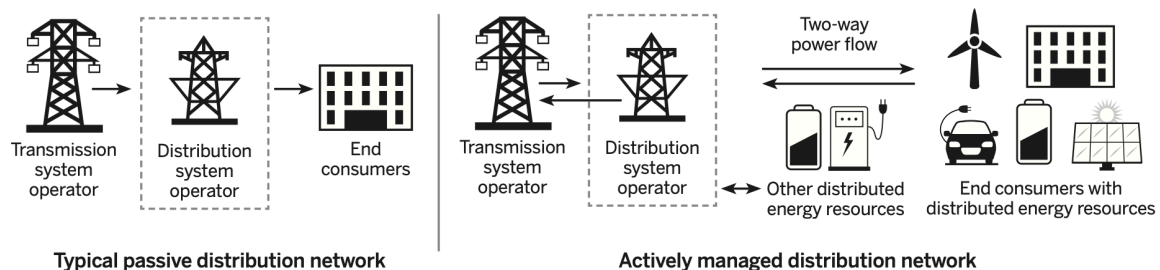 Transmission
system
operator
Distribution
system
operator
End
consumers
Typical passive distribution network
Transmission
system
operator
Distribution
system
operator
Two-way
power flow
Other distributed
energy resources
End consumers with
distributed energy resources
Actively managed distribution network